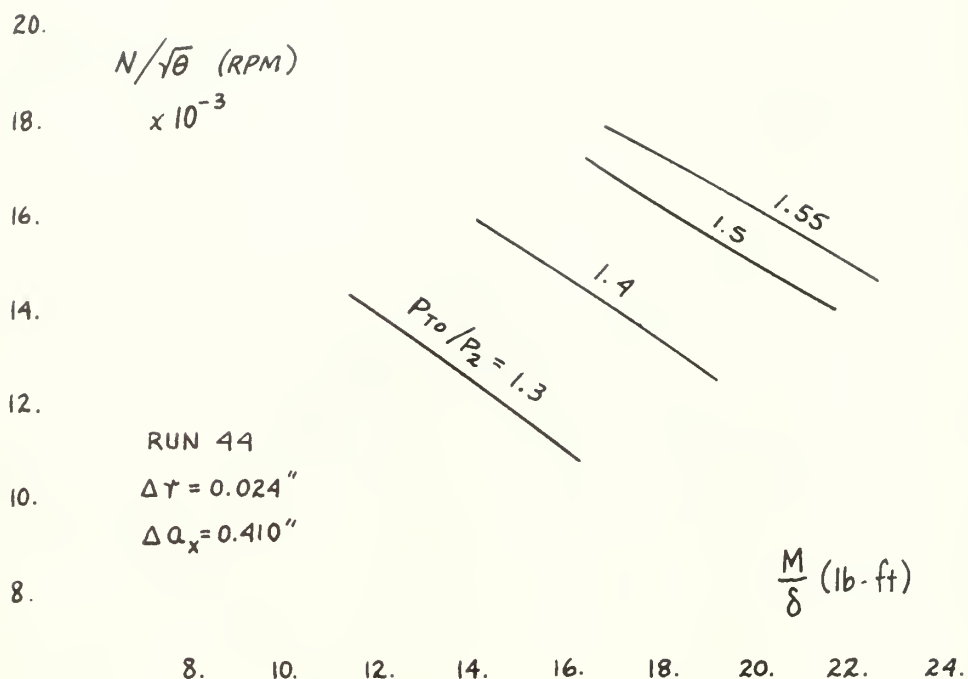 20.
N/√θ (RPM)
x 10⁻³
18.
16.
14.
12.
10.
8.
1.55
1.5
1.4
P_TO/P_2 = 1.3
RUN 44
Δr = 0.024"
Δa_x = 0.410"
M/δ (lb-ft)
8. 10. 12. 14. 16. 18. 20. 22. 24.